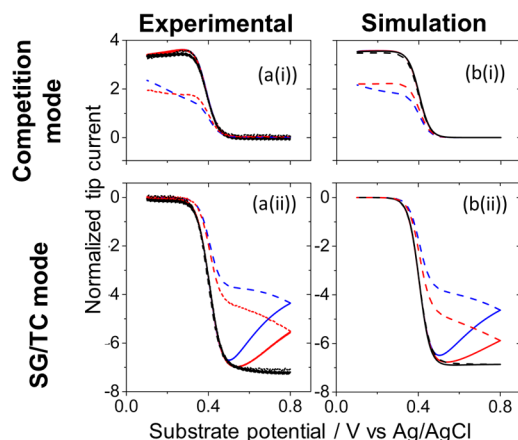 Experimental
Simulation
Competition
mode
SG/TC mode
Normalized tip current
4
2
0
(a(i))
(b(i))
0
-2
-4
-6
-8
(a(ii))
(b(ii))
0.0 0.4 0.8 0.0 0.4 0.8
Substrate potential / V vs Ag/AgCl